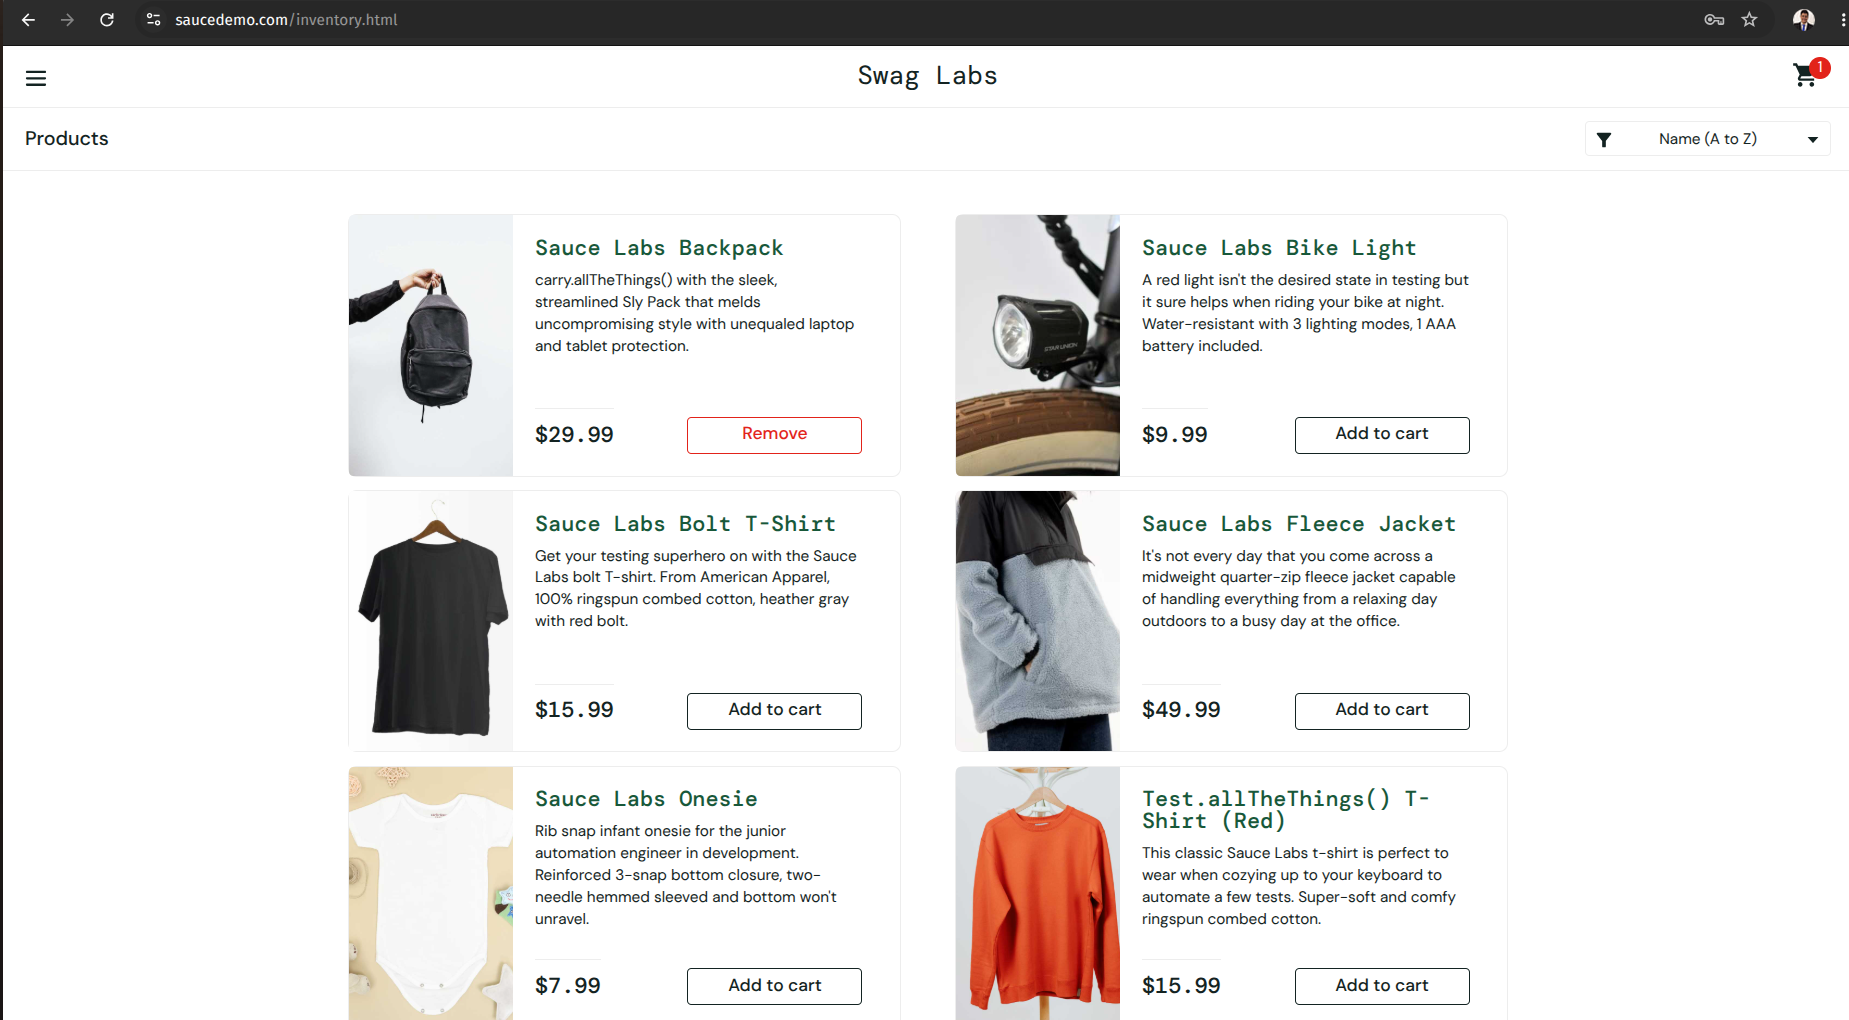 saucedemo.com/inventory.html
Swag Labs
1
Products
Name (A to Z)
Sauce Labs Backpack
carry.allTheThings() with the sleek,
streamlined Sly Pack that melds
uncompromising style with unequaled laptop
and tablet protection.
$29.99
Remove
Sauce Labs Bike Light
A red light isn't the desired state in testing but
it sure helps when riding your bike at night.
Water-resistant with 3 lighting modes, 1 AAA
battery included.
STAR UNION
$9.99
Add to cart
Sauce Labs Bolt T-Shirt
Get your testing superhero on with the Sauce
Labs bolt T-shirt. From American Apparel,
100% ringspun combed cotton, heather gray
with red bolt.
$15.99
Add to cart
Sauce Labs Fleece Jacket
It's not every day that you come across a
midweight quarter-zip fleece jacket capable
of handling everything from a relaxing day
outdoors to a busy day at the office.
$49.99
Add to cart
Sauce Labs Onesie
Rib snap infant onesie for the junior
automation engineer in development.
Reinforced 3-snap bottom closure, two-
needle hemmed sleeved and bottom won't
unravel.
$7.99
Add to cart
Test.allTheThings() T-
Shirt (Red)
This classic Sauce Labs t-shirt is perfect to
wear when cozying up to your keyboard to
automate a few tests. Super-soft and comfy
ringspun combed cotton.
$15.99
Add to cart